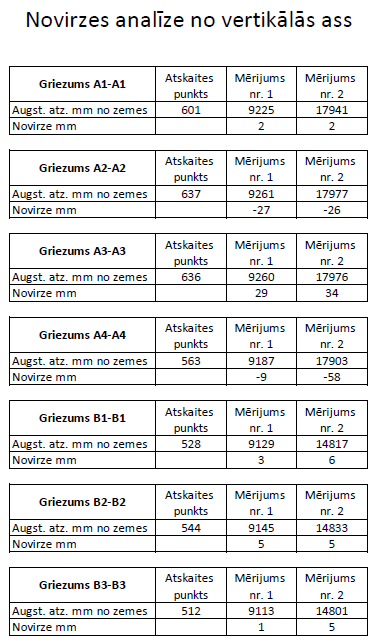 Novirzes analīze no vertikālās ass
Griezums A1-A1 Atskaites punkts Mērījums nr. 1 Mērījums nr. 2
Augst. atz. mm no zemes 601 9225 17941
Novirze mm 2 2
Griezums A2-A2 Atskaites punkts Mērījums nr. 1 Mērījums nr. 2
Augst. atz. mm no zemes 637 9261 17977
Novirze mm -27 -26
Griezums A3-A3 Atskaites punkts Mērījums nr. 1 Mērījums nr. 2
Augst. atz. mm no zemes 636 9260 17976
Novirze mm 29 34
Griezums A4-A4 Atskaites punkts Mērījums nr. 1 Mērījums nr. 2
Augst. atz. mm no zemes 563 9187 17903
Novirze mm -9 -58
Griezums B1-B1 Atskaites punkts Mērījums nr. 1 Mērījums nr. 2
Augst. atz. mm no zemes 528 9129 14817
Novirze mm 3 6
Griezums B2-B2 Atskaites punkts Mērījums nr. 1 Mērījums nr. 2
Augst. atz. mm no zemes 544 9145 14833
Novirze mm 5 5
Griezums B3-B3 Atskaites punkts Mērījums nr. 1 Mērījums nr. 2
Augst. atz. mm no zemes 512 9113 14801
Novirze mm 1 5